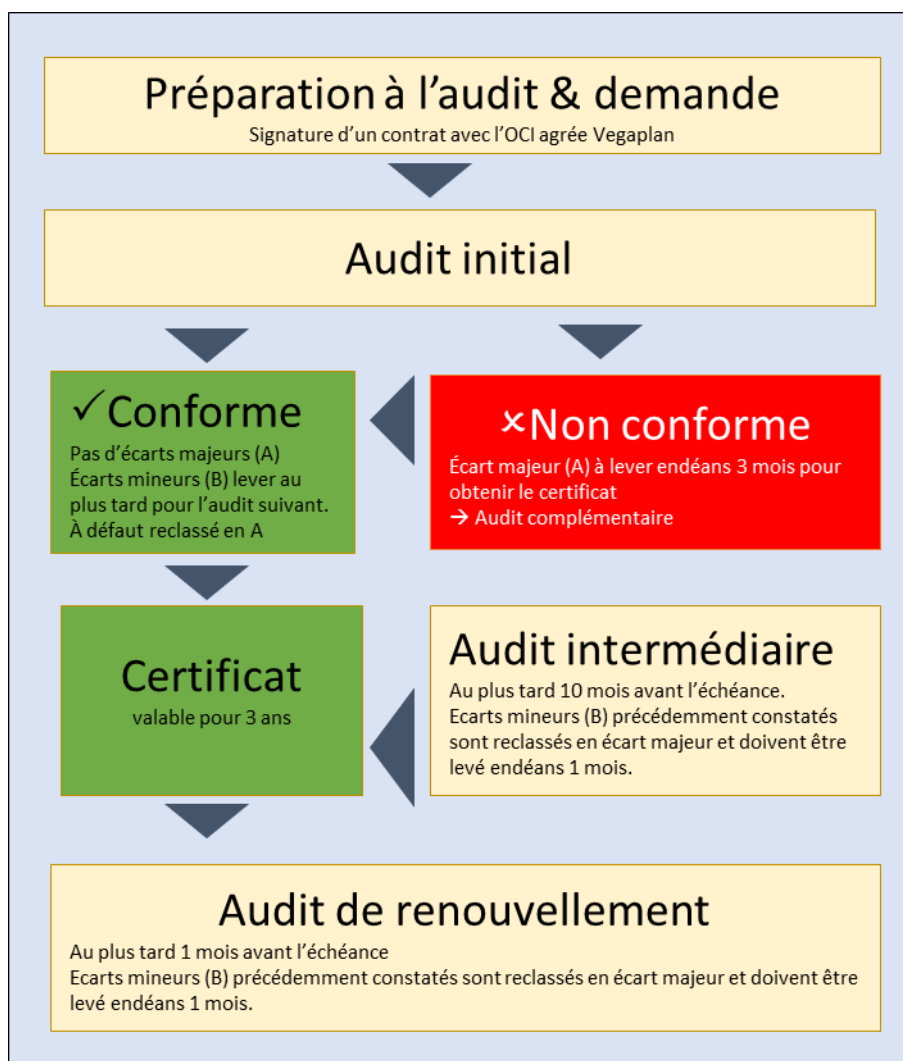 Préparation à l’audit & demande
Signature d’un contrat avec l’OCI agrée Vegaplan
Audit initial
✓Conforme
Pas d’écarts majeurs (A)
Écarts mineurs (B) lever au
plus tard pour l’audit suivant.
À défaut reclassé en A
×Non conforme
Écart majeur (A) à lever endéans 3 mois pour
obtenir le certificat
→ Audit complémentaire
Certificat
valable pour 3 ans
Audit intermédiaire
Au plus tard 10 mois avant l’échéance.
Ecarts mineurs (B) précédemment constatés
sont reclassés en écart majeur et doivent être
levé endéans 1 mois.
Audit de renouvellement
Au plus tard 1 mois avant l’échéance
Ecarts mineurs (B) précédemment constatés sont reclassés en écart majeur et doivent être
levé endéans 1 mois.